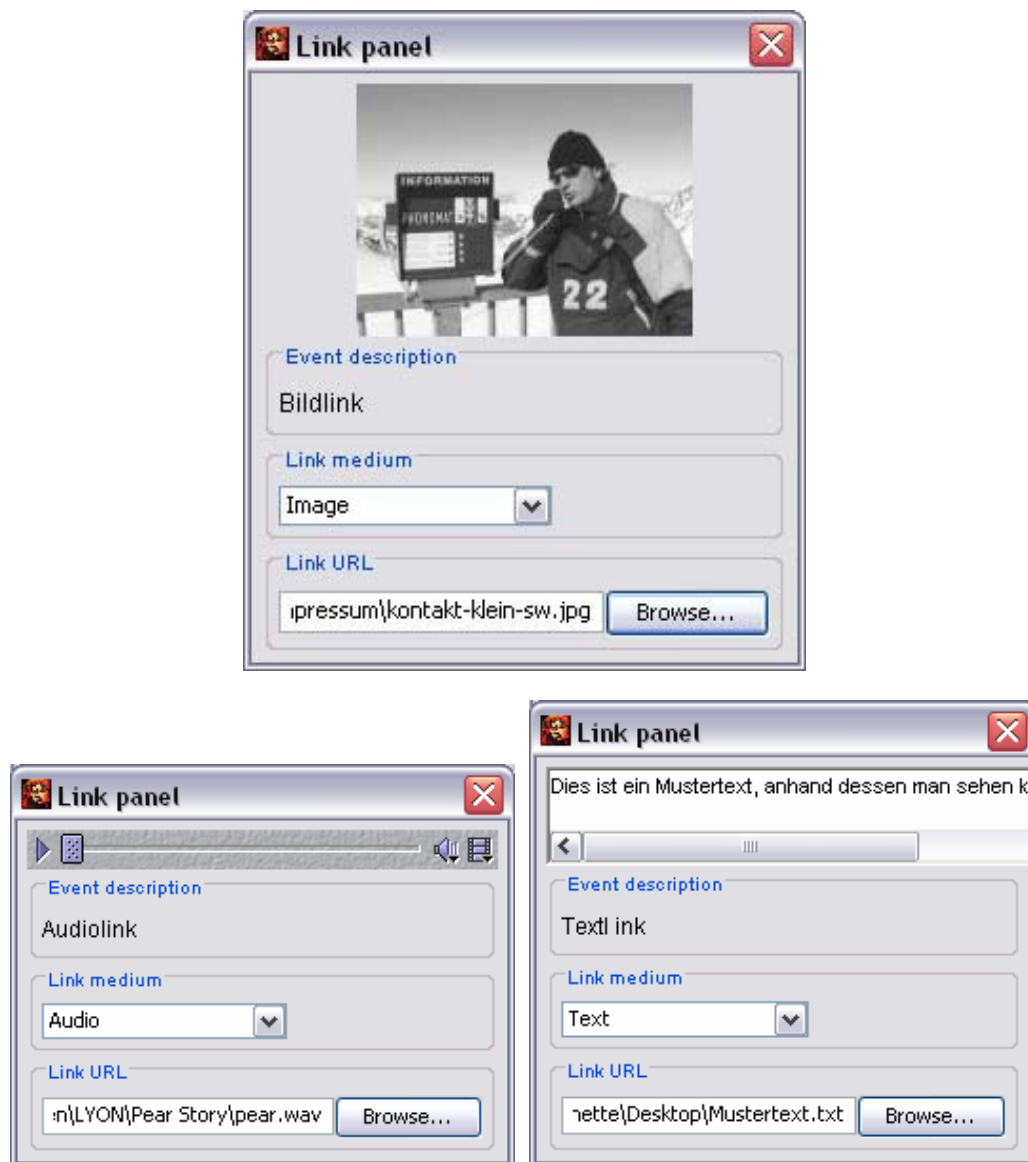 Link panel
INFORMATION
PHONOMAT
22
Event description
Bildlink
Link medium
Image
Link URL
pressum\kontakt-klein-sw.jpg Browse...
Link panel
Event description
Audiolink
Link medium
Audio
Link URL
n\LYON\Pear Story\pear.wav Browse...
Link panel
Dies ist ein Mustertext, anhand dessen man sehen k
Event description
Textl ink
Link medium
Text
Link URL
nette\Desktop\Mustertext.txt Browse...